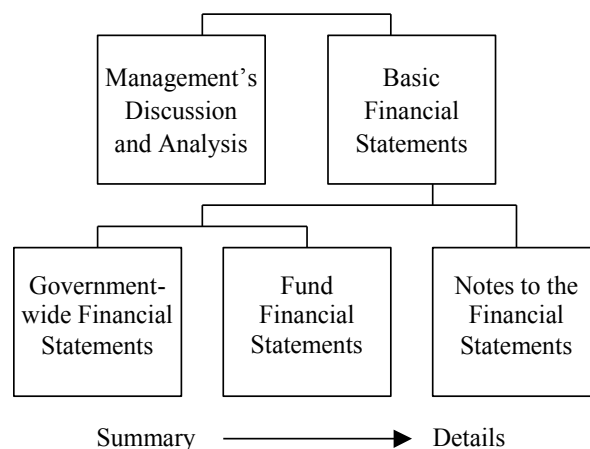 Management’s
Discussion
and Analysis
Basic
Financial
Statements
Government-
wide Financial
Statements
Fund
Financial
Statements
Notes to the
Financial
Statements
Summary
Details